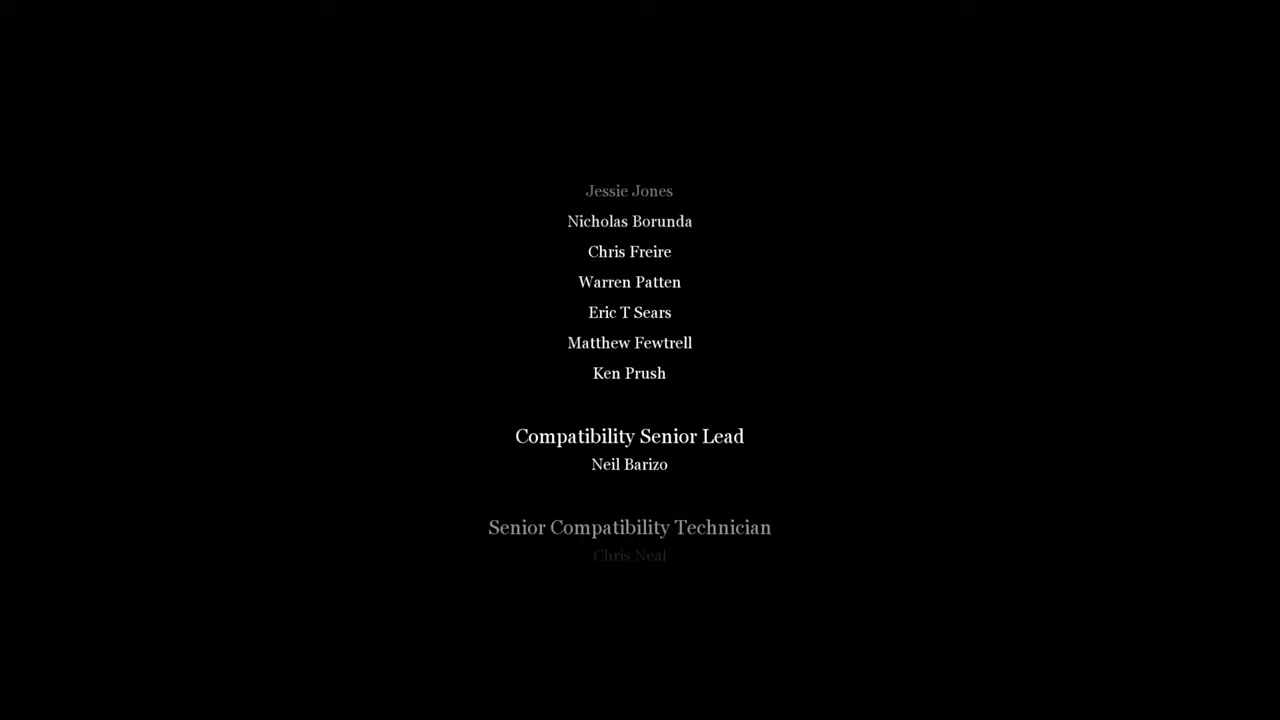 Jessie Jones
Nicholas Borunda
Chris Freire
Warren Patten
Eric T Sears
Matthew Fewtrell
Ken Prush
Compatibility Senior Lead
Neil Barizo
Senior Compatibility Technician
Chris Neal